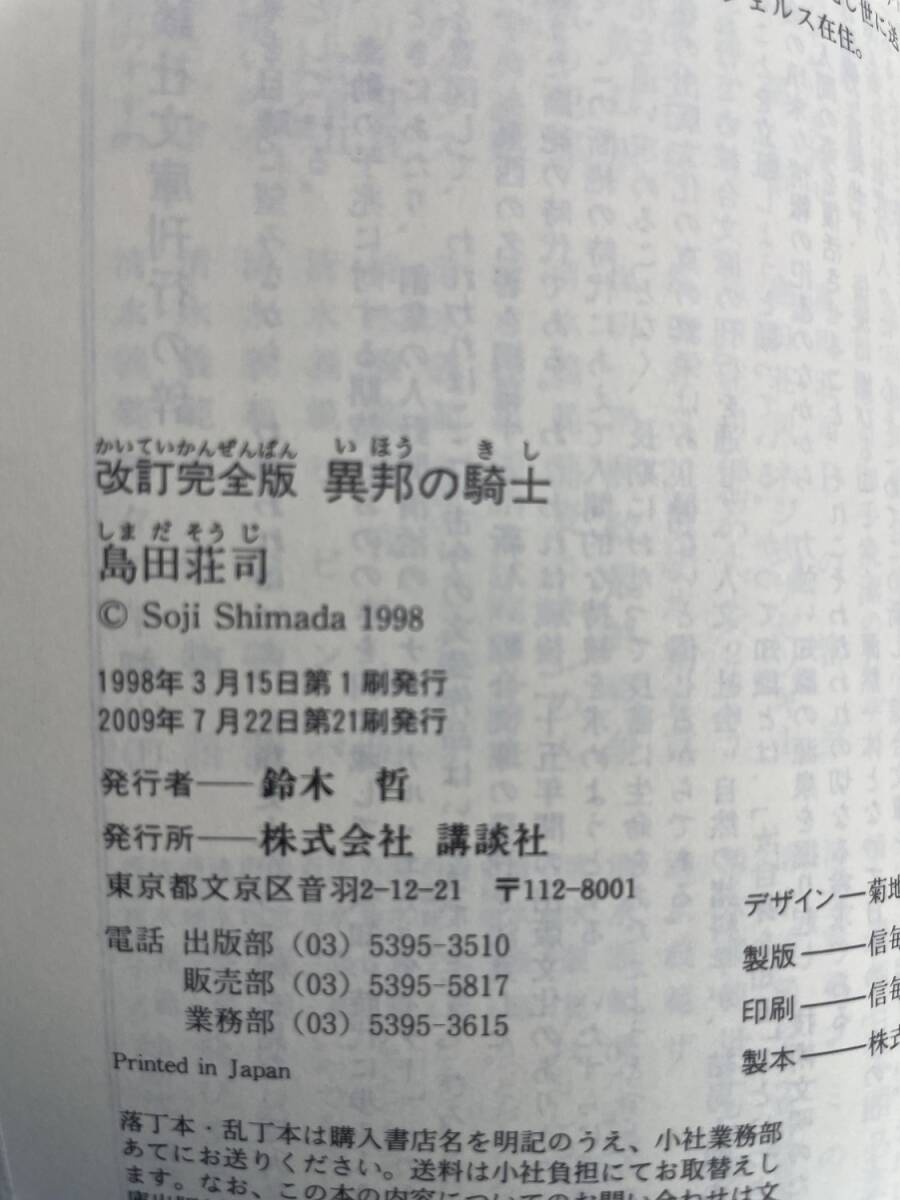 ェルス在住。
かいていかんぜんばん い ほう き し
改訂完全版 異邦の騎士
しま だ そう じ
島田荘司
© Soji Shimada 1998
1998年3月15日第1刷発行
2009年7月22日第21刷発行
発行者――鈴木 哲
発行所――株式会社 講談社
東京都文京区音羽2-12-21 〒112-8001
電話 出版部 (03) 5395-3510
販売部 (03) 5395-5817
業務部 (03) 5395-3615
Printed in Japan
デザイン―菊地
製版――信毎
印刷――信毎
製本――株式
落丁本・乱丁本は購入書店名を明記のうえ、小社業務部
あてにお送りください。送料は小社負担にてお取替えし
ます。なお、この本の内容についてのお問い合わせは文